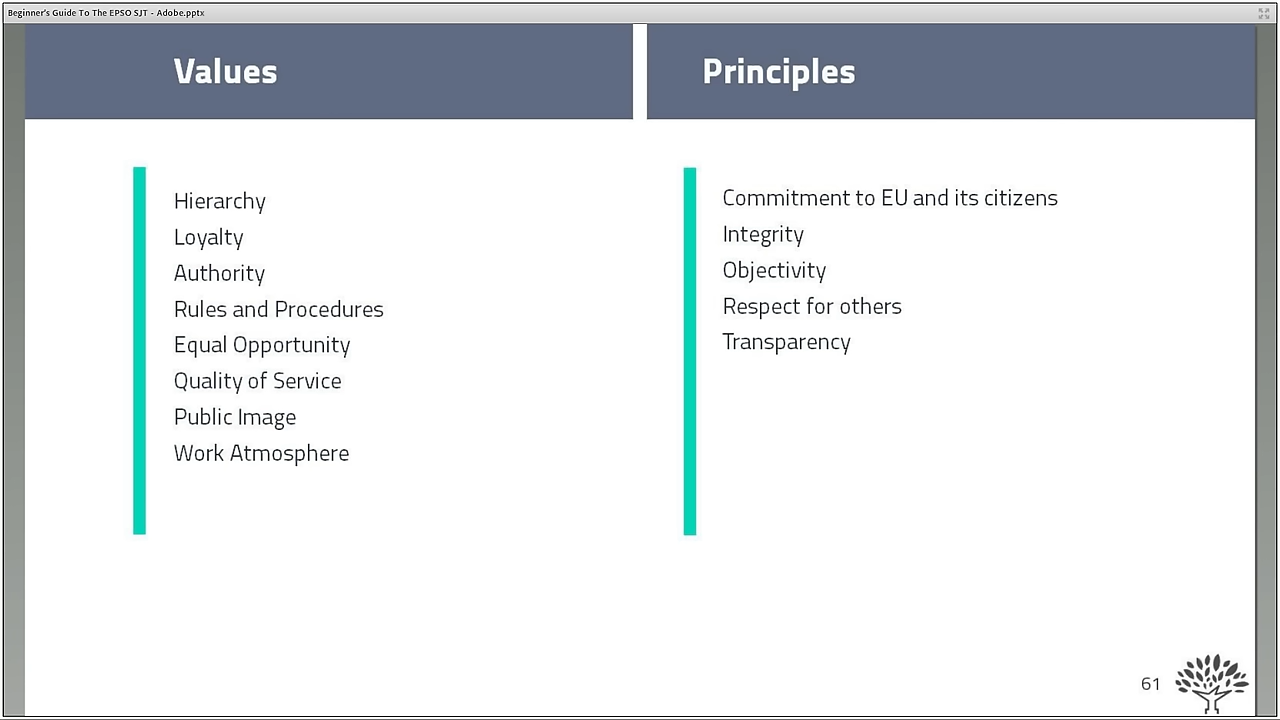 Beginner's Guide To The EPSO SJT - Adobe.pptx
Values
Hierarchy
Loyalty
Authority
Rules and Procedures
Equal Opportunity
Quality of Service
Public Image
Work Atmosphere
Principles
Commitment to EU and its citizens
Integrity
Objectivity
Respect for others
Transparency
61